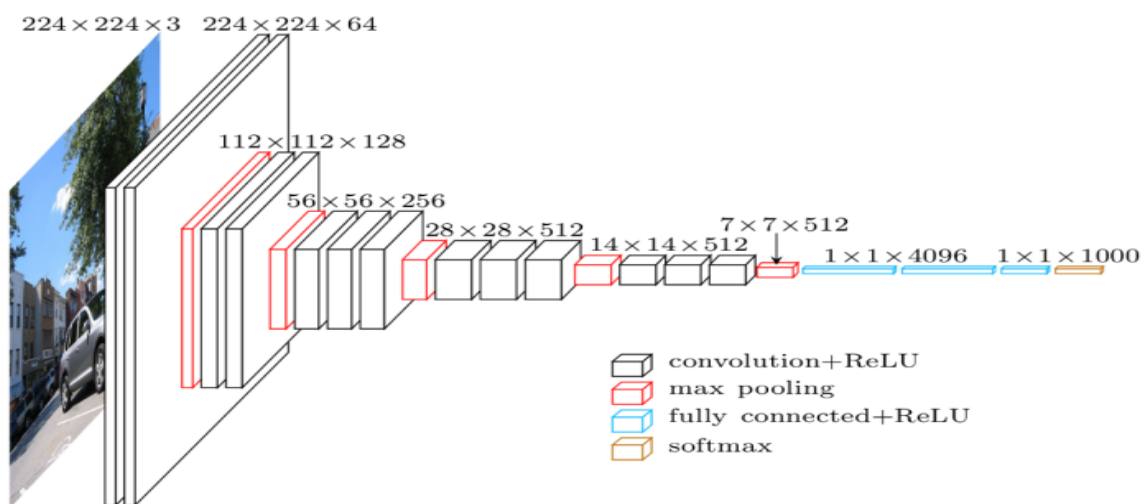 224×224×3
224×224×64
112×112×128
56×56×256
28×28×512
14×14×512
7×7×512
1×1×4096
1×1×1000
convolution+ReLU
max pooling
fully connected+ReLU
softmax